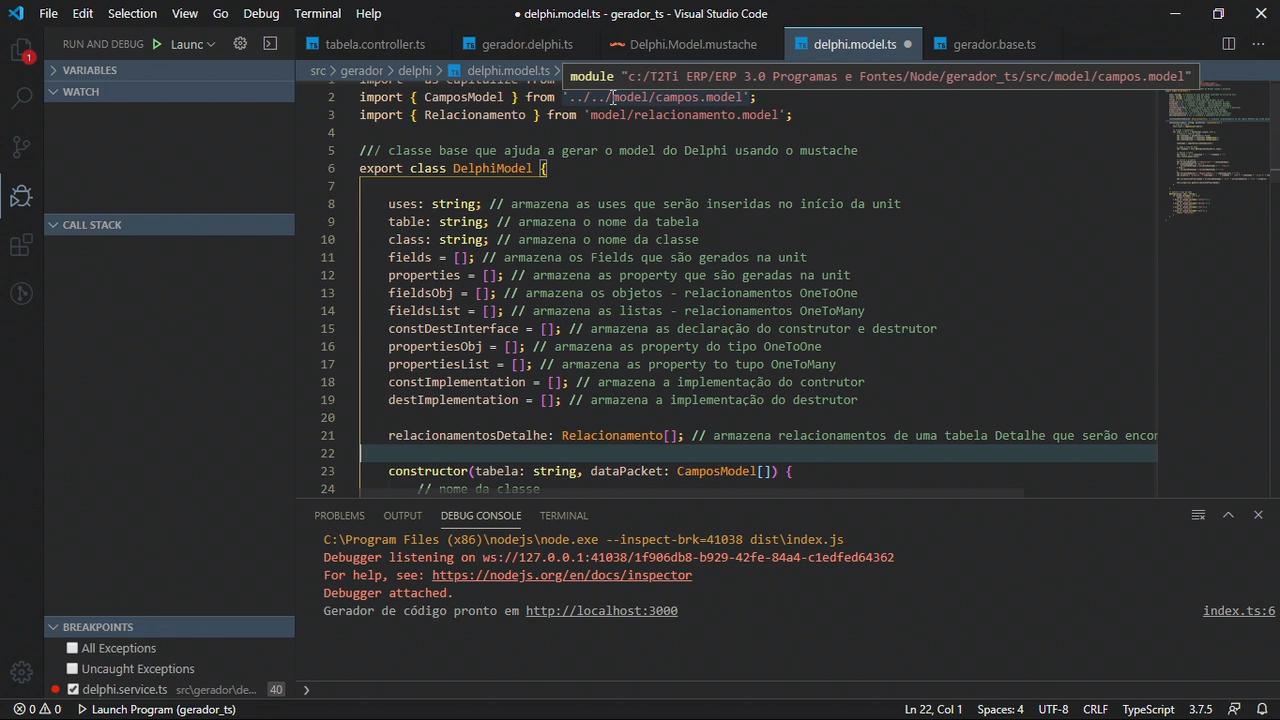 File Edit Selection View Go Debug Terminal Help
● delphi.model.ts - gerador_ts - Visual Studio Code
1
RUN AND DEBUG Launc
tabela.controller.ts gerador.delphi.ts Delphi.Model.mustache delphi.model.ts ● gerador.base.ts
src > gerador > delphi > delphi.model.ts >
module "c:/T2Ti ERP/ERP 3.0 Programas e Fontes/Node/gerador_ts/src/model/campos.model"
VARIABLES
WATCH
CALL STACK
2 import { CamposModel } from '../../model/campos.model';
3 import { Relacionamento } from 'model/relacionamento.model';
4
5 /// classe base que ajuda a gerar o model do Delphi usando o mustache
6 export class DelphiModel {
7
8 uses: string; // armazena as uses que serão inseridas no início da unit
9 table: string; // armazena o nome da tabela
10 class: string; // armazena o nome da classe
11 fields = []; // armazena os Fields que são gerados na unit
12 properties = []; // armazena as property que são geradas na unit
13 fieldsObj = []; // armazena os objetos - relacionamentos OneToOne
14 fieldsList = []; // armazena as listas - relacionamentos OneToMany
15 constDestInterface = []; // armazena as declaração do construtor e destrutor
16 propertiesObj = []; // armazena as property do tipo OneToOne
17 propertiesList = []; // armazena as property to tupo OneToMany
18 constImplementation = []; // armazena a implementação do contrutor
19 destImplementation = []; // armazena a implementação do destrutor
20
21 relacionamentosDetalhe: Relacionamento[]; // armazena relacionamentos de uma tabela Detalhe que serão encon
22
23 constructor(tabela: string, dataPacket: CamposModel[]) {
24 // nome da classe
PROBLEMS OUTPUT DEBUG CONSOLE TERMINAL
C:\Program Files (x86)\nodejs\node.exe --inspect-brk=41038 dist\index.js
Debugger listening on ws://127.0.0.1:41038/1f906db8-b929-42fe-84a4-c1edfed64362
For help, see: https://nodejs.org/en/docs/inspector
Debugger attached.
Gerador de código pronto em http://localhost:3000 index.ts:6
BREAKPOINTS
All Exceptions
Uncaught Exceptions
delphi.service.ts src\gerador\de... 40
0 0 Launch Program (gerador_ts) Ln 22, Col 1 Spaces: 4 UTF-8 CRLF TypeScript 3.7.5